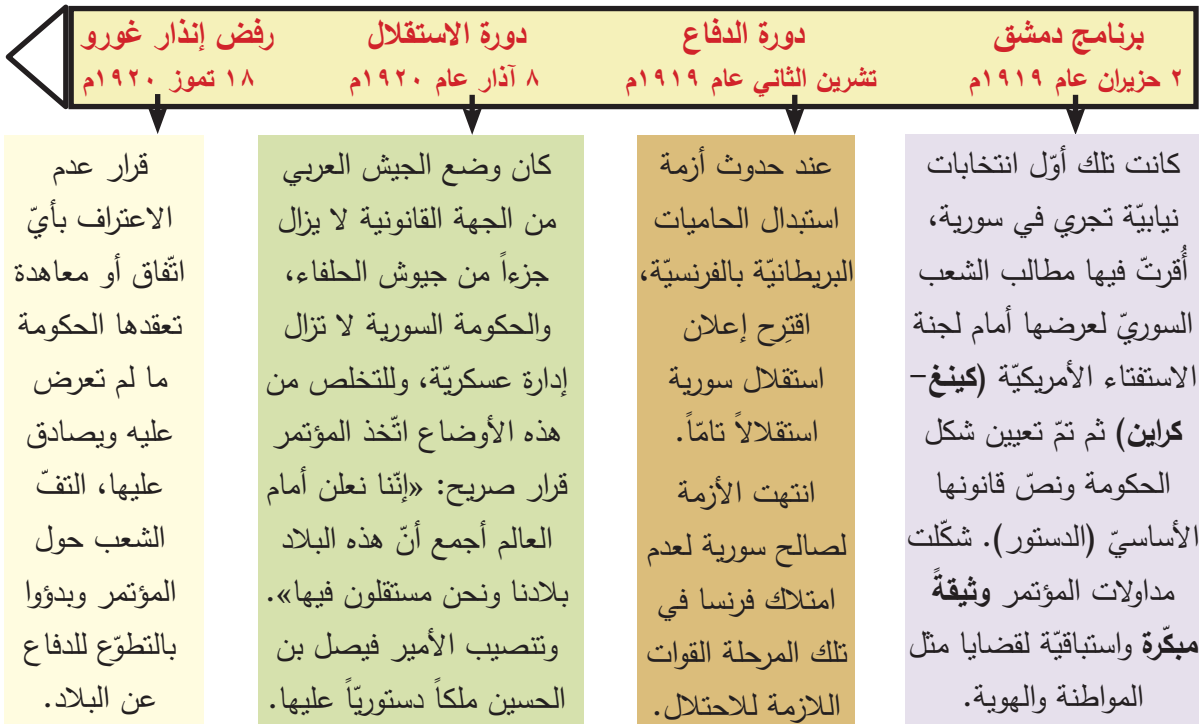 برنامج دمشق
٢ حزيران عام ١٩١٩م
دورة الدفاع
تشرين الثاني عام ١٩١٩م
دورة الاستقلال
٨ آذار عام ١٩٢٠م
رفض إنذار غورو
١٨ تموز ١٩٢٠م
كانت تلك أوّل انتخابات
نيابيّة تجري في سورية،
أُقرتّ فيها مطالب الشعب
السوريّ لعرضها أمام لجنة
الاستفتاء الأمريكيّة (كينغ-
كراين) ثم تمّ تعيين شكل
الحكومة ونصّ قانونها
الأساسيّ (الدستور). شكّلت
مداولات المؤتمر وثيقةً
مبكّرة واستباقيّة لقضايا مثل
المواطنة والهوية.
عند حدوث أزمة
استبدال الحاميات
البريطانيّة بالفرنسيّة،
اقتِرح إعلان
استقلال سورية
استقلالاً تامّاً.
انتهت الأزمة
لصالح سورية لعدم
امتلاك فرنسا في
تلك المرحلة القوات
اللازمة للاحتلال.
كان وضع الجيش العربي
من الجهة القانونية لا يزال
جزءاً من جيوش الحلفاء،
والحكومة السورية لا تزال
إدارة عسكريّة، وللتخلص من
هذه الأوضاع اتّخذ المؤتمر
قرار صريح: «إنّنا نعلن أمام
العالم أجمع أنّ هذه البلاد
بلادنا ونحن مستقلون فيها».
وتنصيب الأمير فيصل بن
الحسين ملكاً دستوريّاً عليها.
قرار عدم
الاعتراف بأيّ
اتّفاق أو معاهدة
تعقدها الحكومة
ما لم تعرض
عليه ويصادق
عليها، التفّ
الشعب حول
المؤتمر وبدؤوا
بالتطوّع للدفاع
عن البلاد.